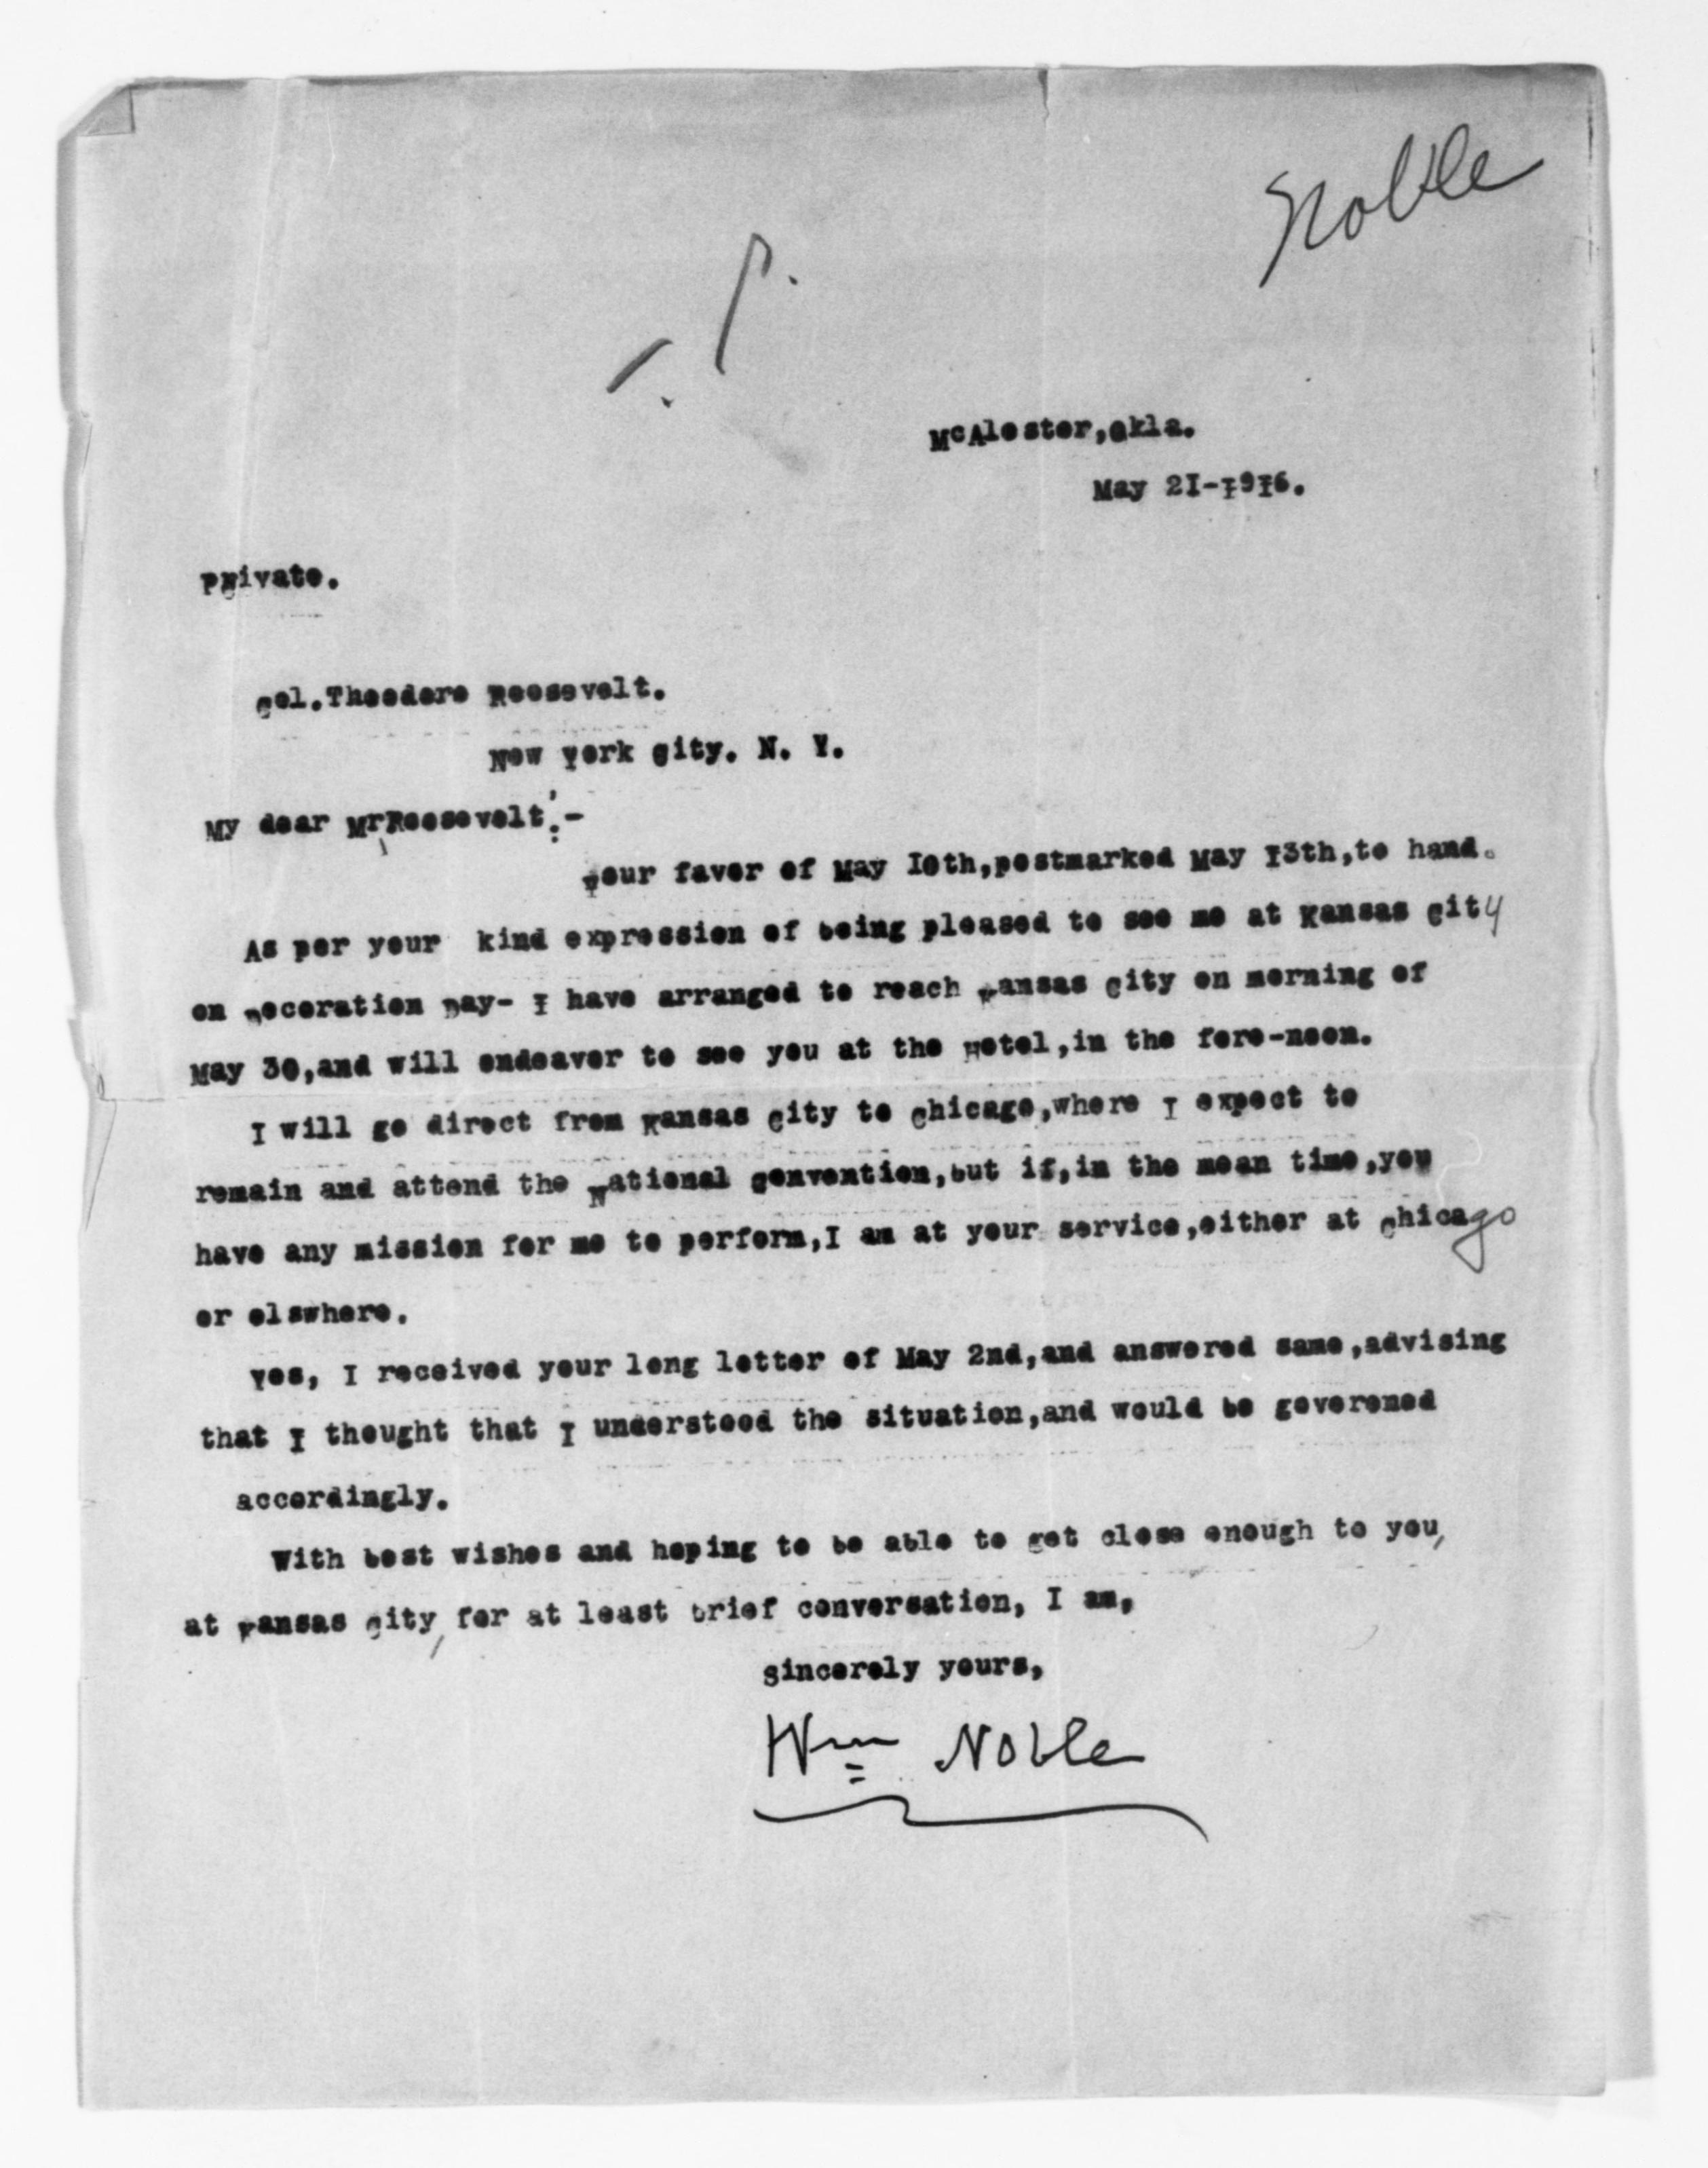 Noble
P.
McAlester,Okla.
May 2I-I9I6.
Private.
Col.Theodore Roosevelt.
New York City. N. Y.
My dear Mr Roosevelt:-
Your favor of May I0th,postmarked May I3th,to hand.
As per your kind expression of being pleased to see me at Kansas City
on Decoration Day- I have arranged to reach Kansas City on morning of
May 30,and will endeavor to see you at the Hotel,in the fore-noon.
I will go direct from Kansas City to Chicago,where I expect to
remain and attend the National Convention,but if,in the mean time,you
have any mission for me to perform,I am at your service,either at Chicago
or elswhere.
Yes, I received your long letter of May 2nd,and answered same,advising
that I thought that I understood the situation,and would be goverened
accordingly.
With best wishes and hoping to be able to get close enough to you,
at Kansas City, for at least brief conversation, I am,
Sincerely yours,
Wm Noble